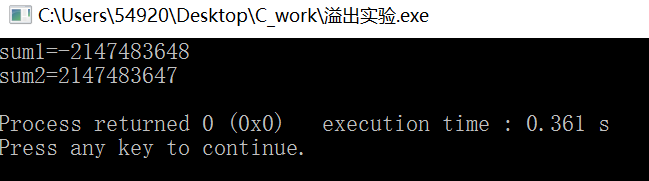 C:\Users\54920\Desktop\C_work\溢出实验.exe
sum1=-2147483648
sum2=2147483647
Process returned 0 (0x0)   execution time : 0.361 s
Press any key to continue.